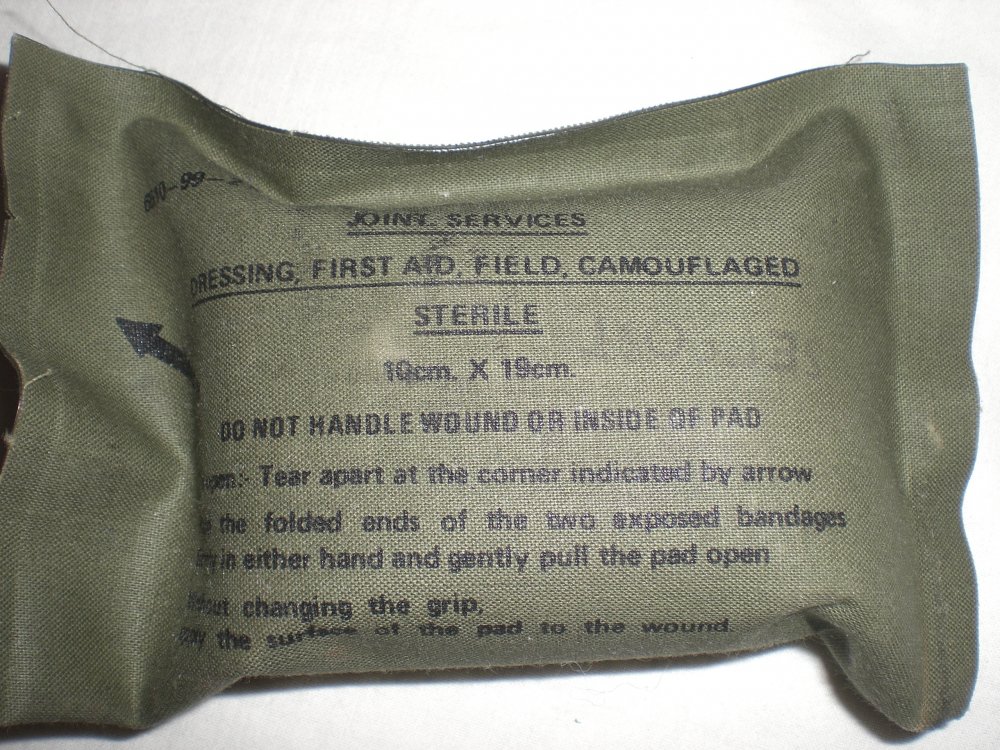 6810-99-
JOINT. SERVICES
DRESSING, FIRST AID, FIELD, CAMOUFLAGED
STERILE
10cm. X 19cm.
DO NOT HANDLE WOUND OR INSIDE OF PAD
Tear apart at the corner indicated by arrow
the folded ends of the two exposed bandages
in either hand and gently pull the pad open
changing the grip,
the surface of the pad to the wound.